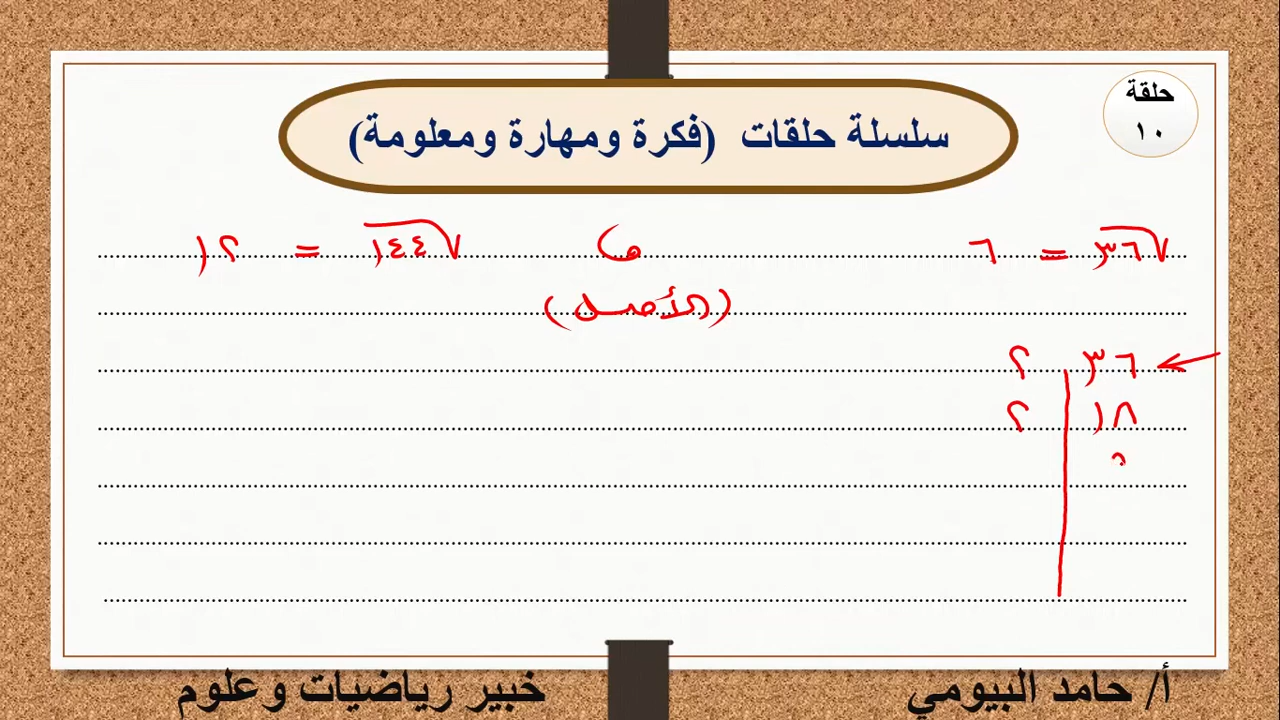 حلقة
١٠
سلسلة حلقات (فكرة ومهارة ومعلومة)
√٣٦ = ٦ √١٤٤ = ١٢
(الأصل)
٣٦ ٢
١٨ ٢
أ/ حامد البيومي
خبير رياضيات وعلوم